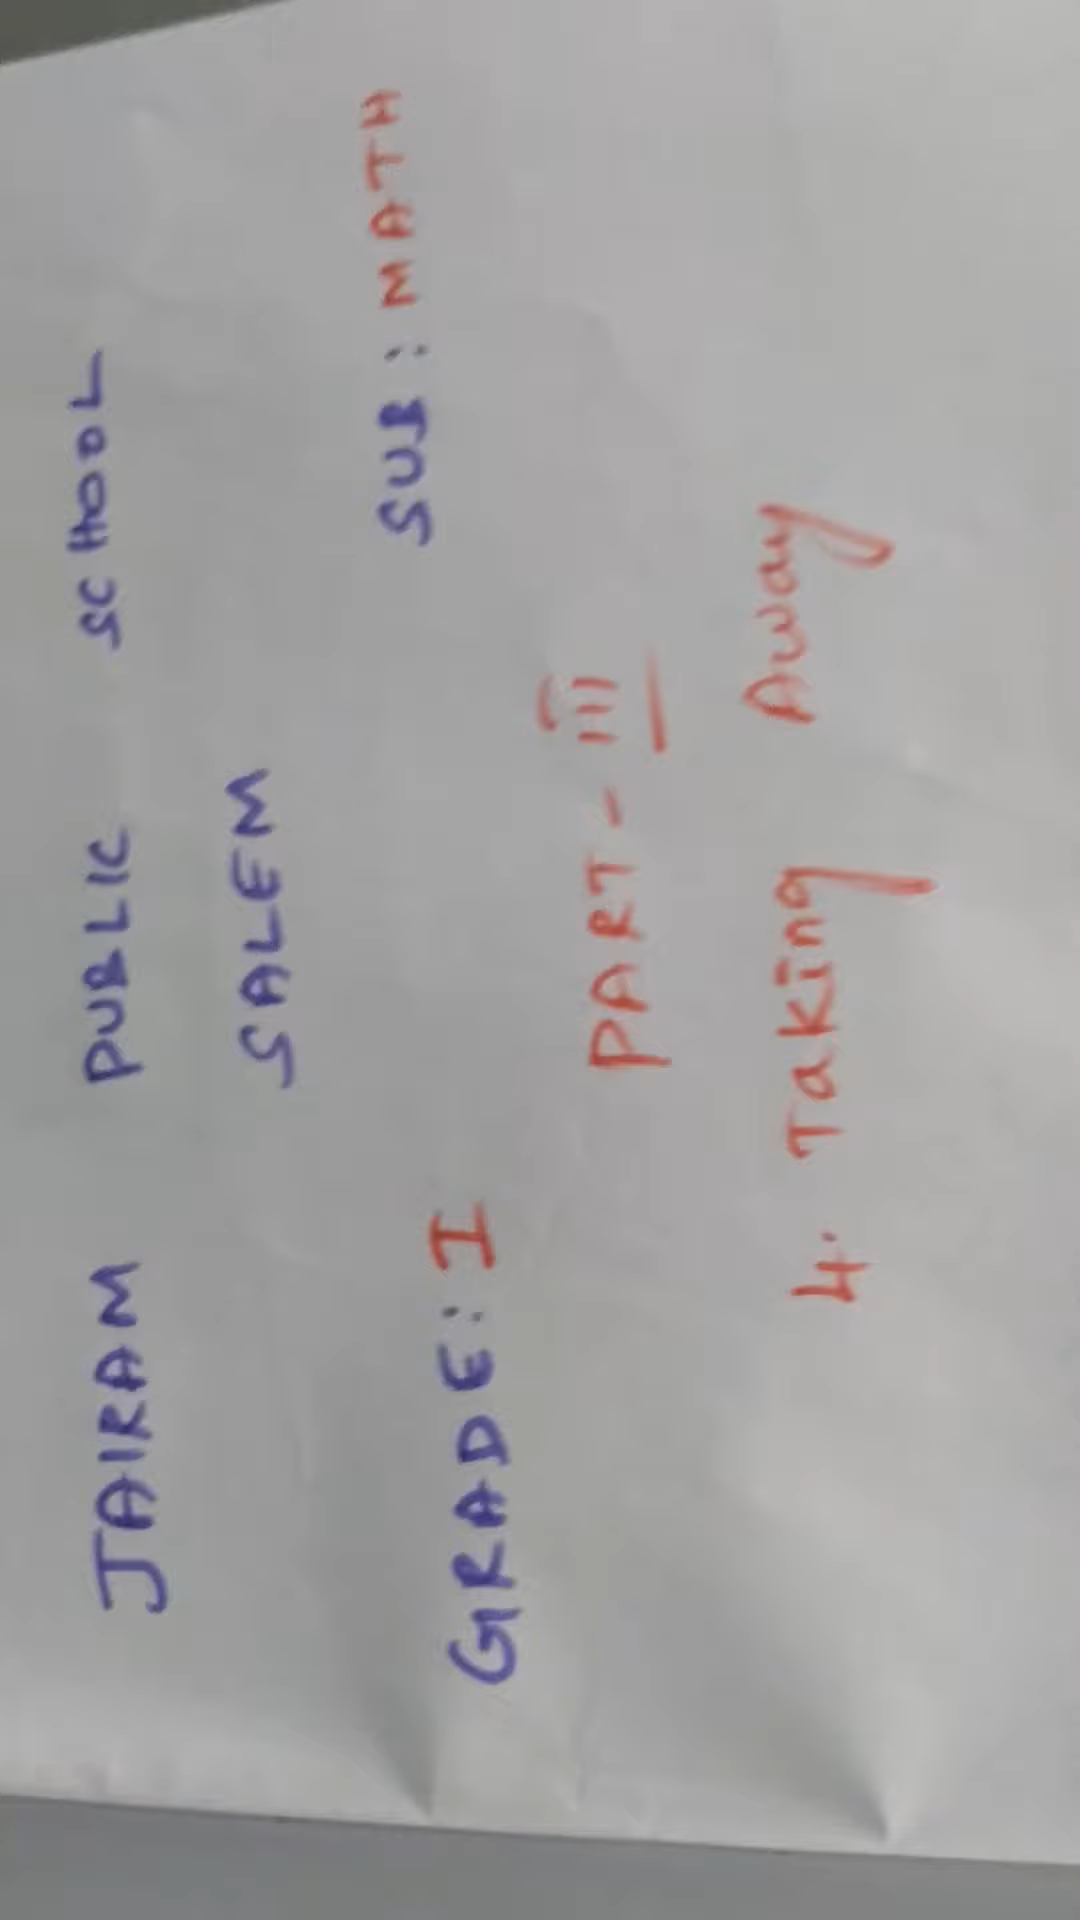 JAIRAM PUBLIC SCHOOL
SALEM
GRADE: I SUB: MATH
PART-III
4. Taking Away